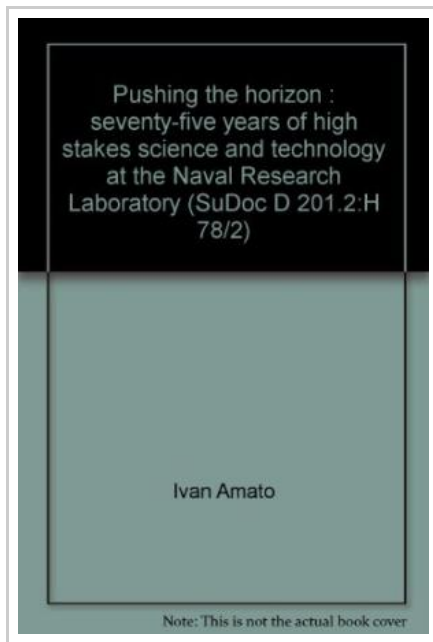 Pushing the horizon :
seventy-five years of high
stakes science and technology
at the Naval Research
Laboratory (SuDoc D 201.2:H
78/2)
Ivan Amato
Note: This is not the actual book cover